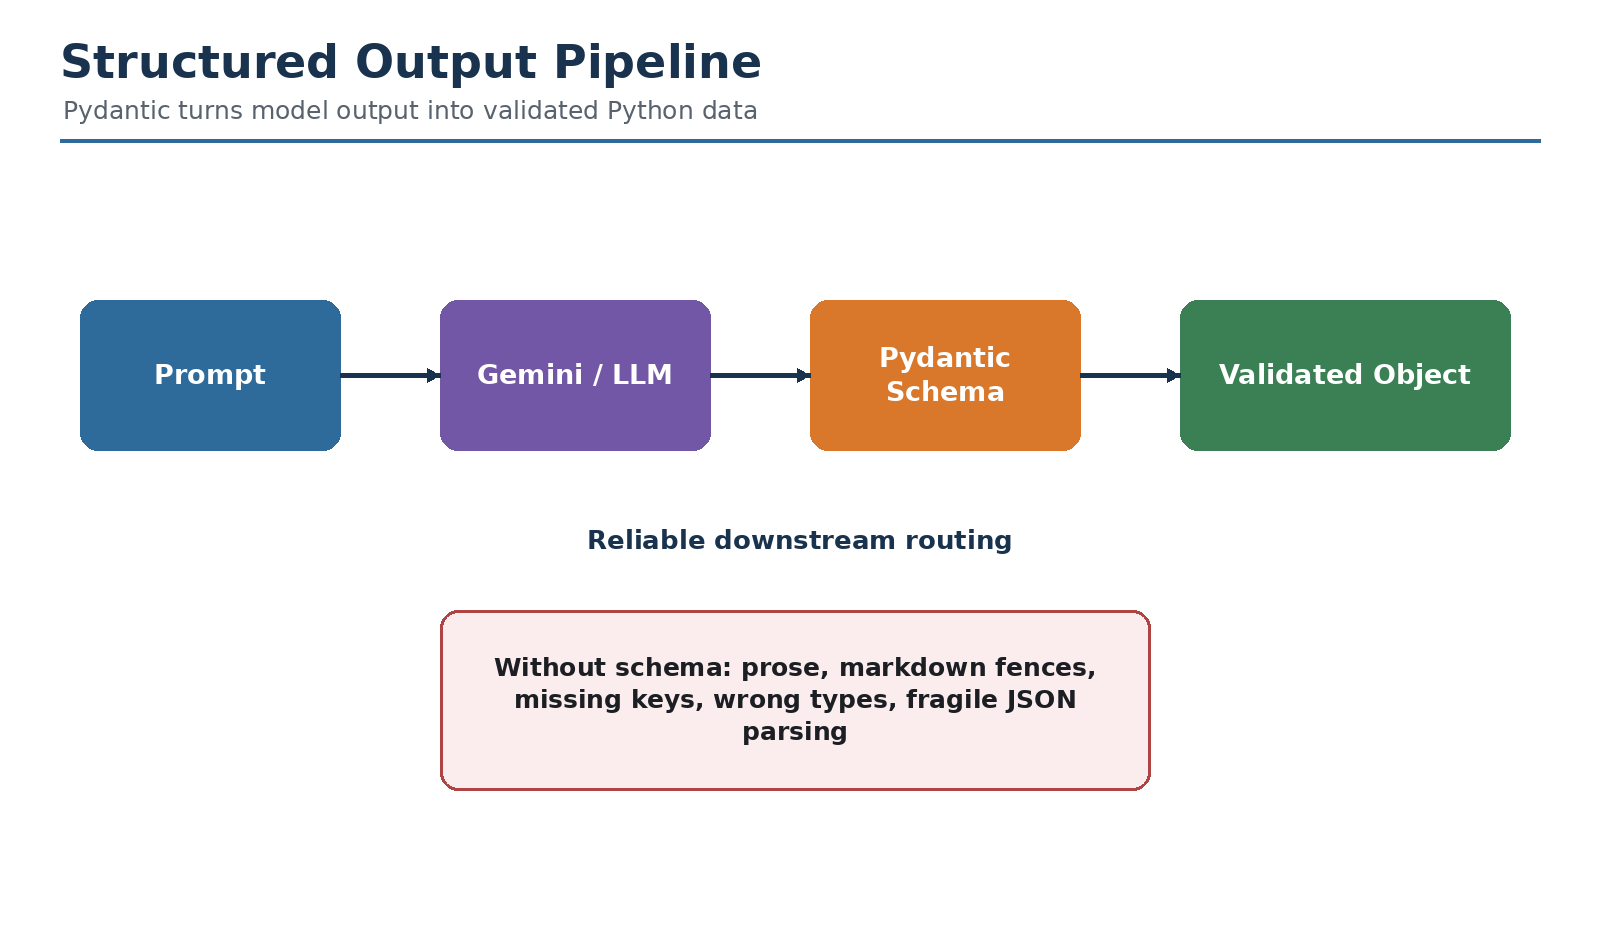 Structured Output Pipeline
Pydantic turns model output into validated Python data
Prompt
Gemini / LLM
Pydantic
Schema
Validated Object
Reliable downstream routing
Without schema: prose, markdown fences,
missing keys, wrong types, fragile JSON
parsing